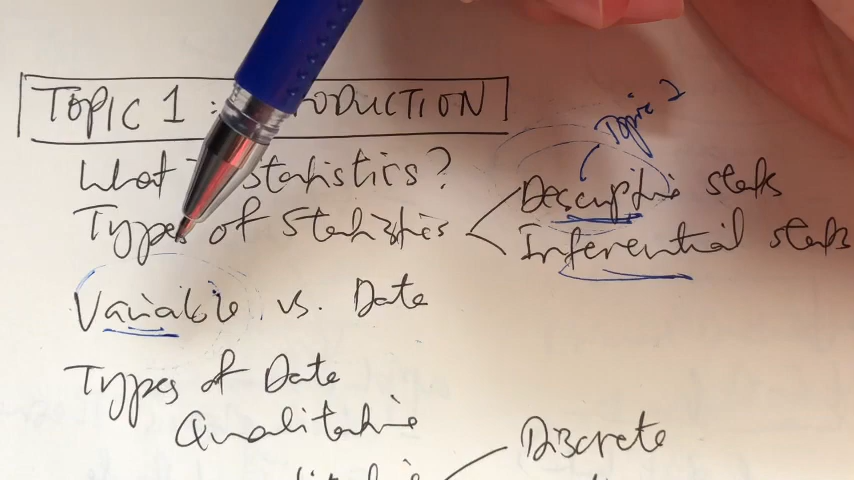 TOPIC 1 : ODUCTION
Topic 2
What Statistics?
Types of Statistics
Descriptive stats
Inferential stats
Variable vs. Data
Types of Data
Qualitative
Discrete